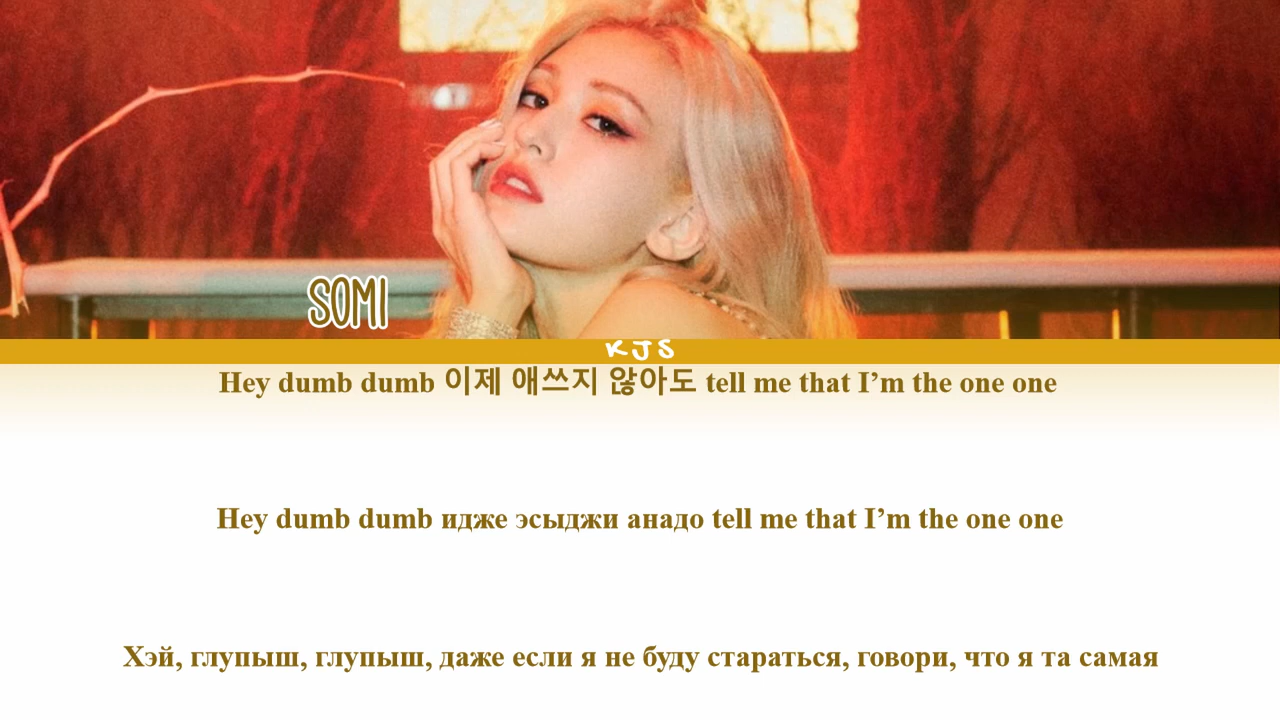 SOMI
KJS
Hey dumb dumb 이제 애쓰지 않아도 tell me that I’m the one one
Hey dumb dumb идже эсыджи анадо tell me that I’m the one one
Хэй, глупыш, глупыш, даже если я не буду стараться, говори, что я та самая